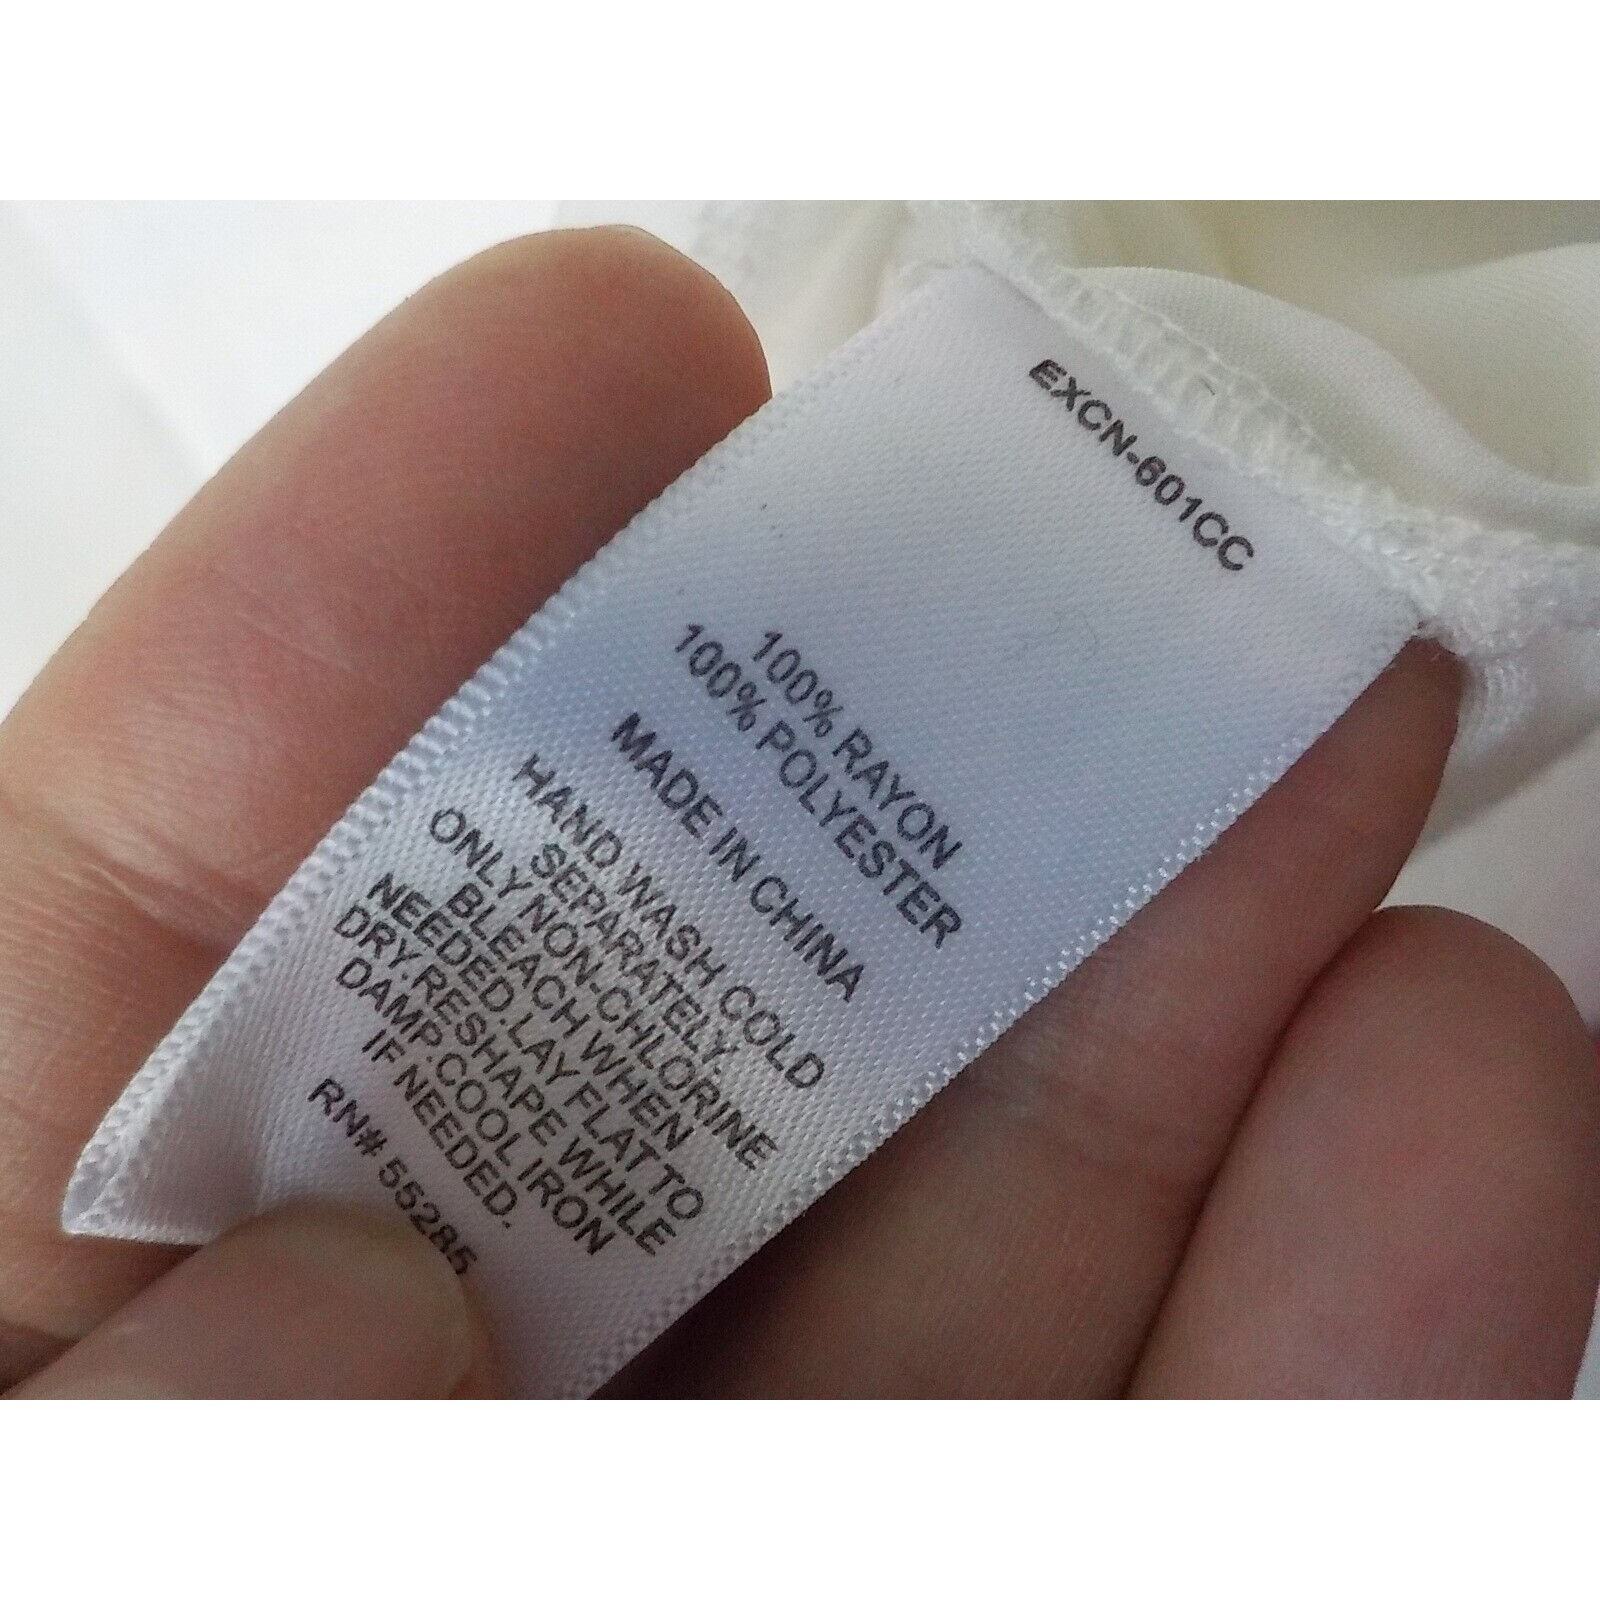 EXCN-601CC
100% RAYON
100% POLYESTER
MADE IN CHINA
HAND WASH COLD
SEPARATELY.
ONLY NON-CHLORINE
BLEACH WHEN
NEEDED.LAY FLAT TO
DRY.RESHAPE WHILE
DAMP.COOL IRON
IF NEEDED.
RN# 55285